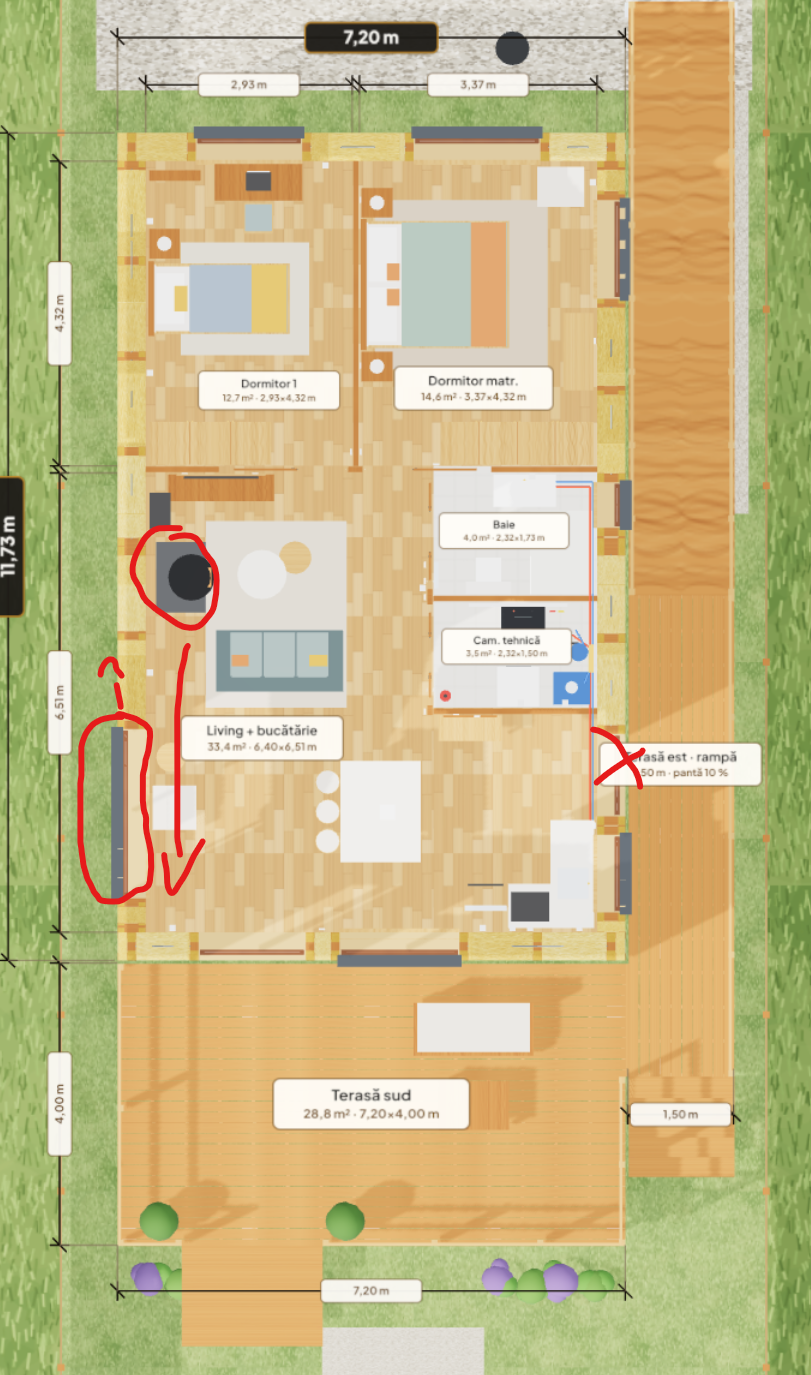 7,20 m
2,93 m
3,37 m
4,32 m
Dormitor 1
12,7 m² · 2,93×4,32 m
Dormitor matr.
14,6 m² · 3,37×4,32 m
11,73 m
Baie
4,0 m² · 2,32×1,73 m
Cam. tehnică
3,5 m² · 2,32×1,50 m
6,51 m
Living + bucătărie
33,4 m² · 6,40×6,51 m
est · rampă
50 m · pantă 10 %
4,00 m
Terasă sud
28,8 m² · 7,20×4,00 m
1,50 m
7,20 m